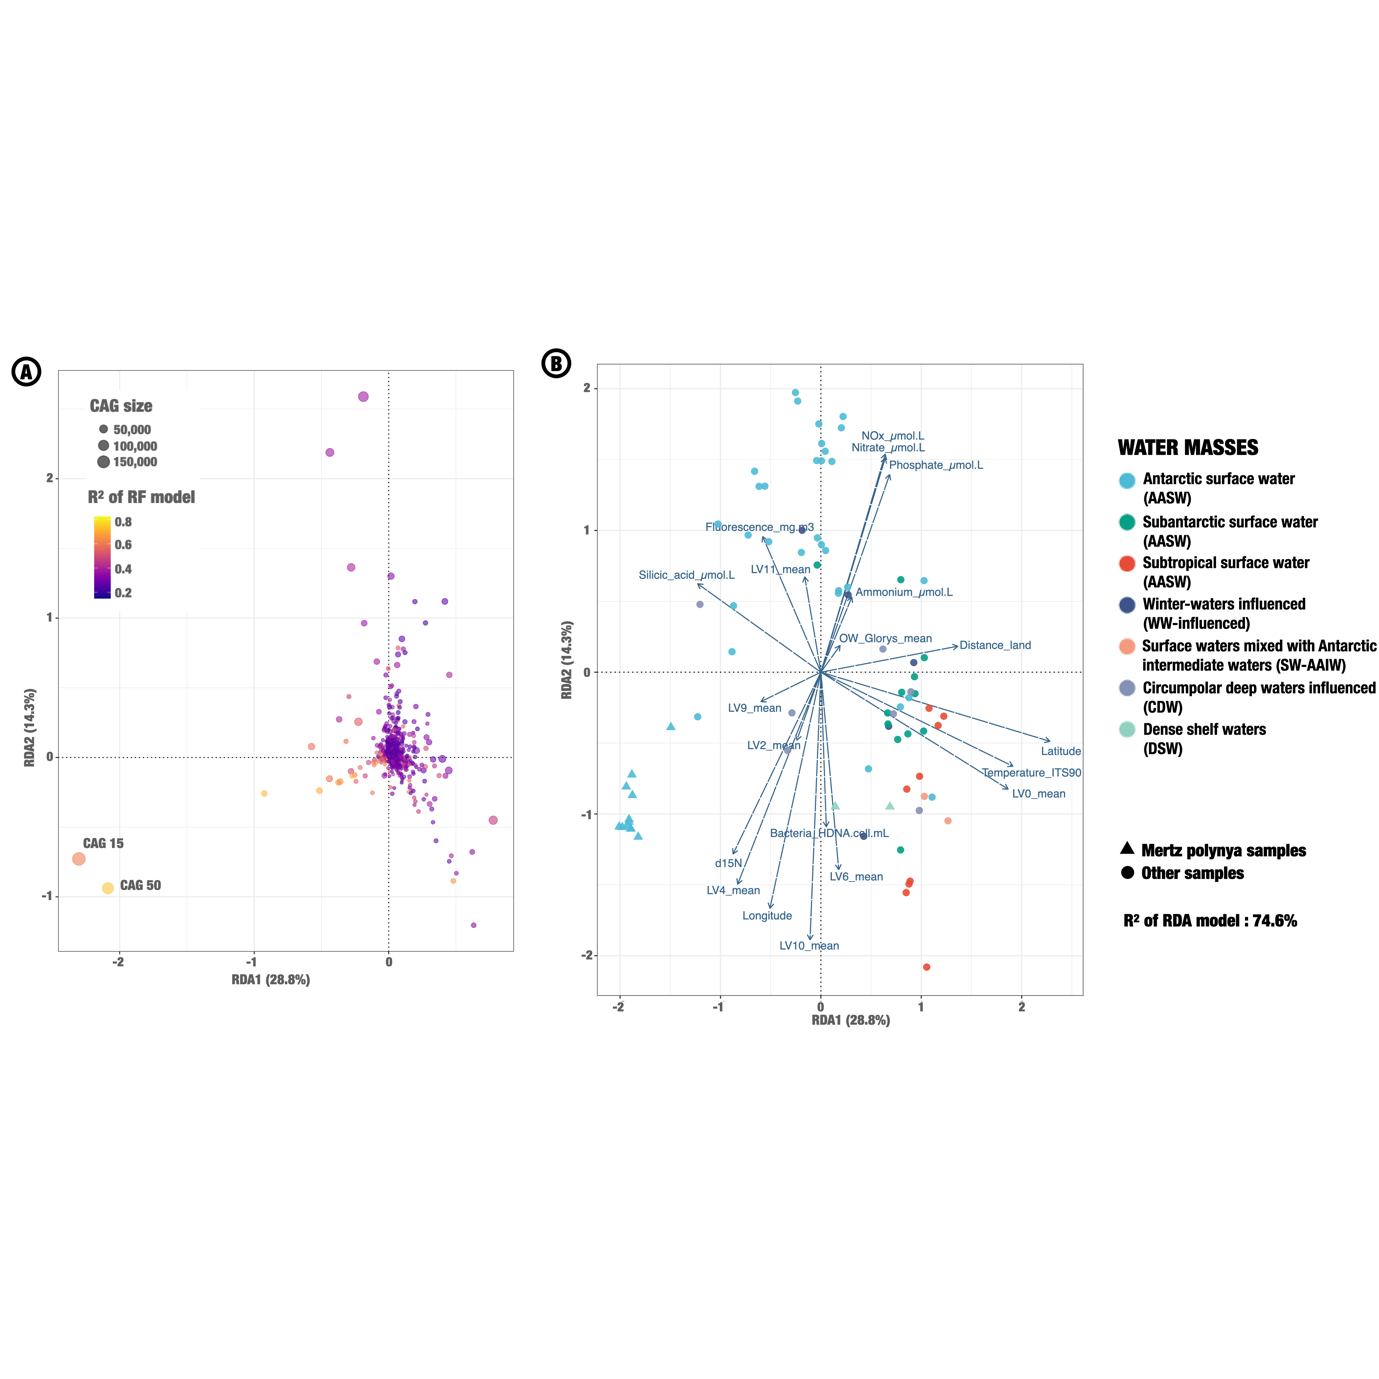 A
CAG size
50,000
100,000
150,000
R² of RF model
0.8
0.6
0.4
0.2
CAG 15
CAG 50
2
1
0
-1
-2
-1
0
RDA1 (28.8%)
RDA2 (14.3%)
B
2
1
0
-1
-2
-2
-1
0
1
2
RDA1 (28.8%)
RDA2 (14.3%)
NOx_µmol.L
Nitrate_µmol.L
Phosphate_µmol.L
Fluorescence_mg.m3
LV11_mean
Silicic_acid_µmol.L
Ammonium_µmol.L
OW_Glorys_mean
Distance_land
LV9_mean
LV2_mean
Latitude
Temperature_ITS90
LV0_mean
Bacteria_HDNA.cell.mL
d15N
LV6_mean
LV4_mean
Longitude
LV10_mean
WATER MASSES
Antarctic surface water
(AASW)
Subantarctic surface water
(AASW)
Subtropical surface water
(AASW)
Winter-waters influenced
(WW-influenced)
Surface waters mixed with Antarctic
intermediate waters (SW-AAIW)
Circumpolar deep waters influenced
(CDW)
Dense shelf waters
(DSW)
Mertz polynya samples
Other samples
R² of RDA model : 74.6%